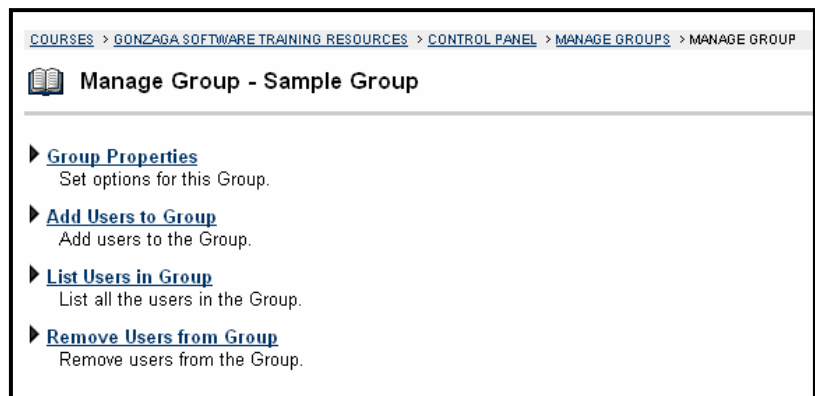 COURSES > GONZAGA SOFTWARE TRAINING RESOURCES > CONTROL PANEL > MANAGE GROUPS > MANAGE GROUP
Manage Group - Sample Group
Group Properties
Set options for this Group.
Add Users to Group
Add users to the Group.
List Users in Group
List all the users in the Group.
Remove Users from Group
Remove users from the Group.